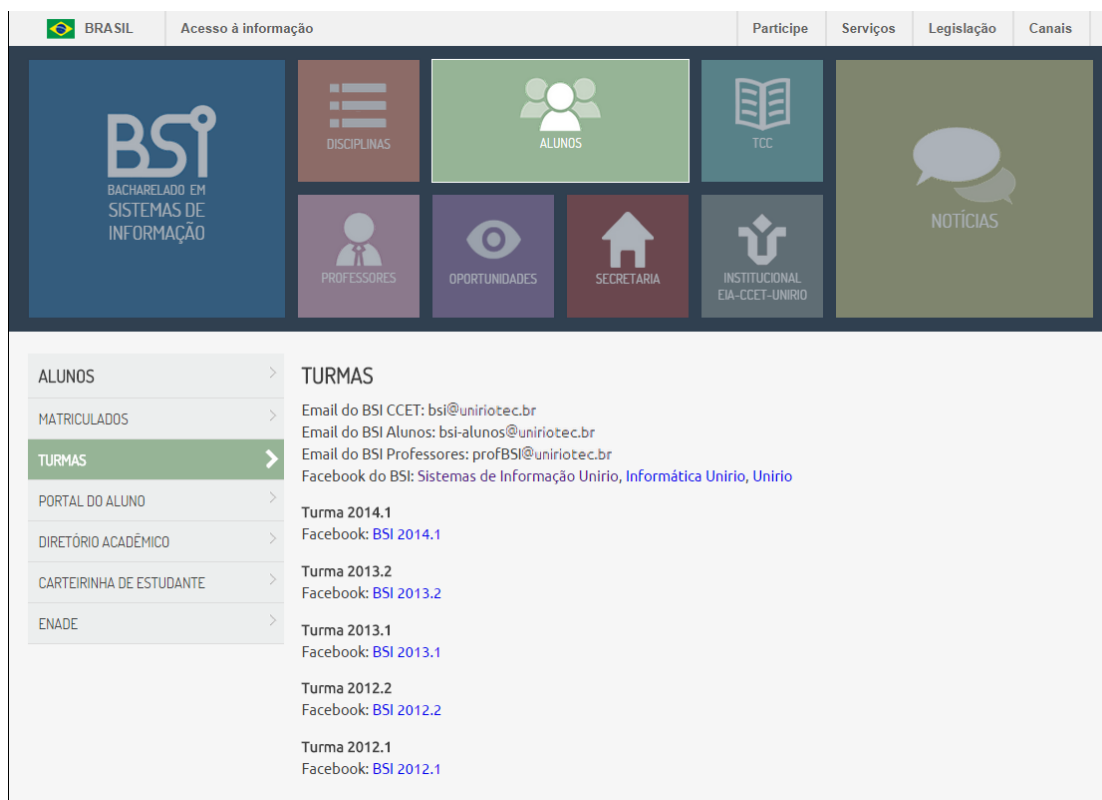 BRASIL Acesso à informação Participe Serviços Legislação Canais
BSI
BACHARELADO EM
SISTEMAS DE
INFORMAÇÃO
DISCIPLINAS
ALUNOS
TCC
NOTÍCIAS
PROFESSORES
OPORTUNIDADES
SECRETARIA
INSTITUCIONAL
EIA-CCET-UNIRIO
ALUNOS
MATRICULADOS
TURMAS
PORTAL DO ALUNO
DIRETÓRIO ACADÊMICO
CARTEIRINHA DE ESTUDANTE
ENADE
TURMAS
Email do BSI CCET: bsi@uniriotec.br
Email do BSI Alunos: bsi-alunos@uniriotec.br
Email do BSI Professores: profBSI@uniriotec.br
Facebook do BSI: Sistemas de Informação Unirio, Informática Unirio, Unirio
Turma 2014.1
Facebook: BSI 2014.1
Turma 2013.2
Facebook: BSI 2013.2
Turma 2013.1
Facebook: BSI 2013.1
Turma 2012.2
Facebook: BSI 2012.2
Turma 2012.1
Facebook: BSI 2012.1